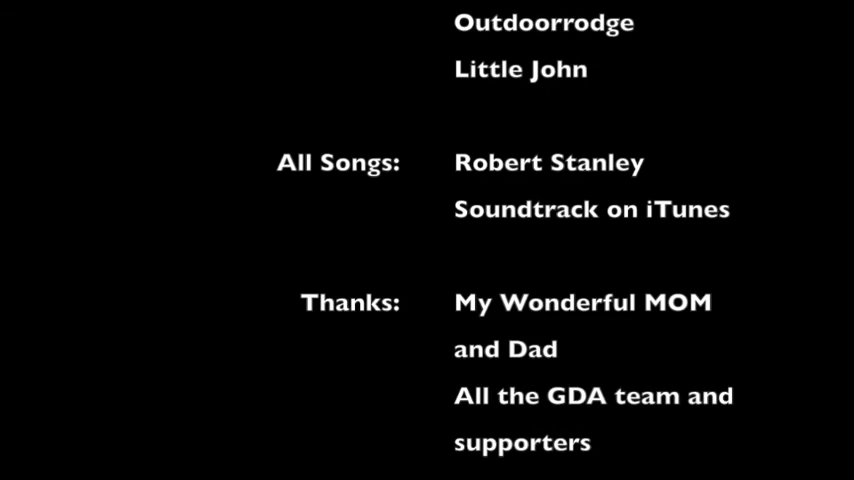 Outdoorrodge
Little John
All Songs: Robert Stanley
Soundtrack on iTunes
Thanks: My Wonderful MOM
and Dad
All the GDA team and
supporters